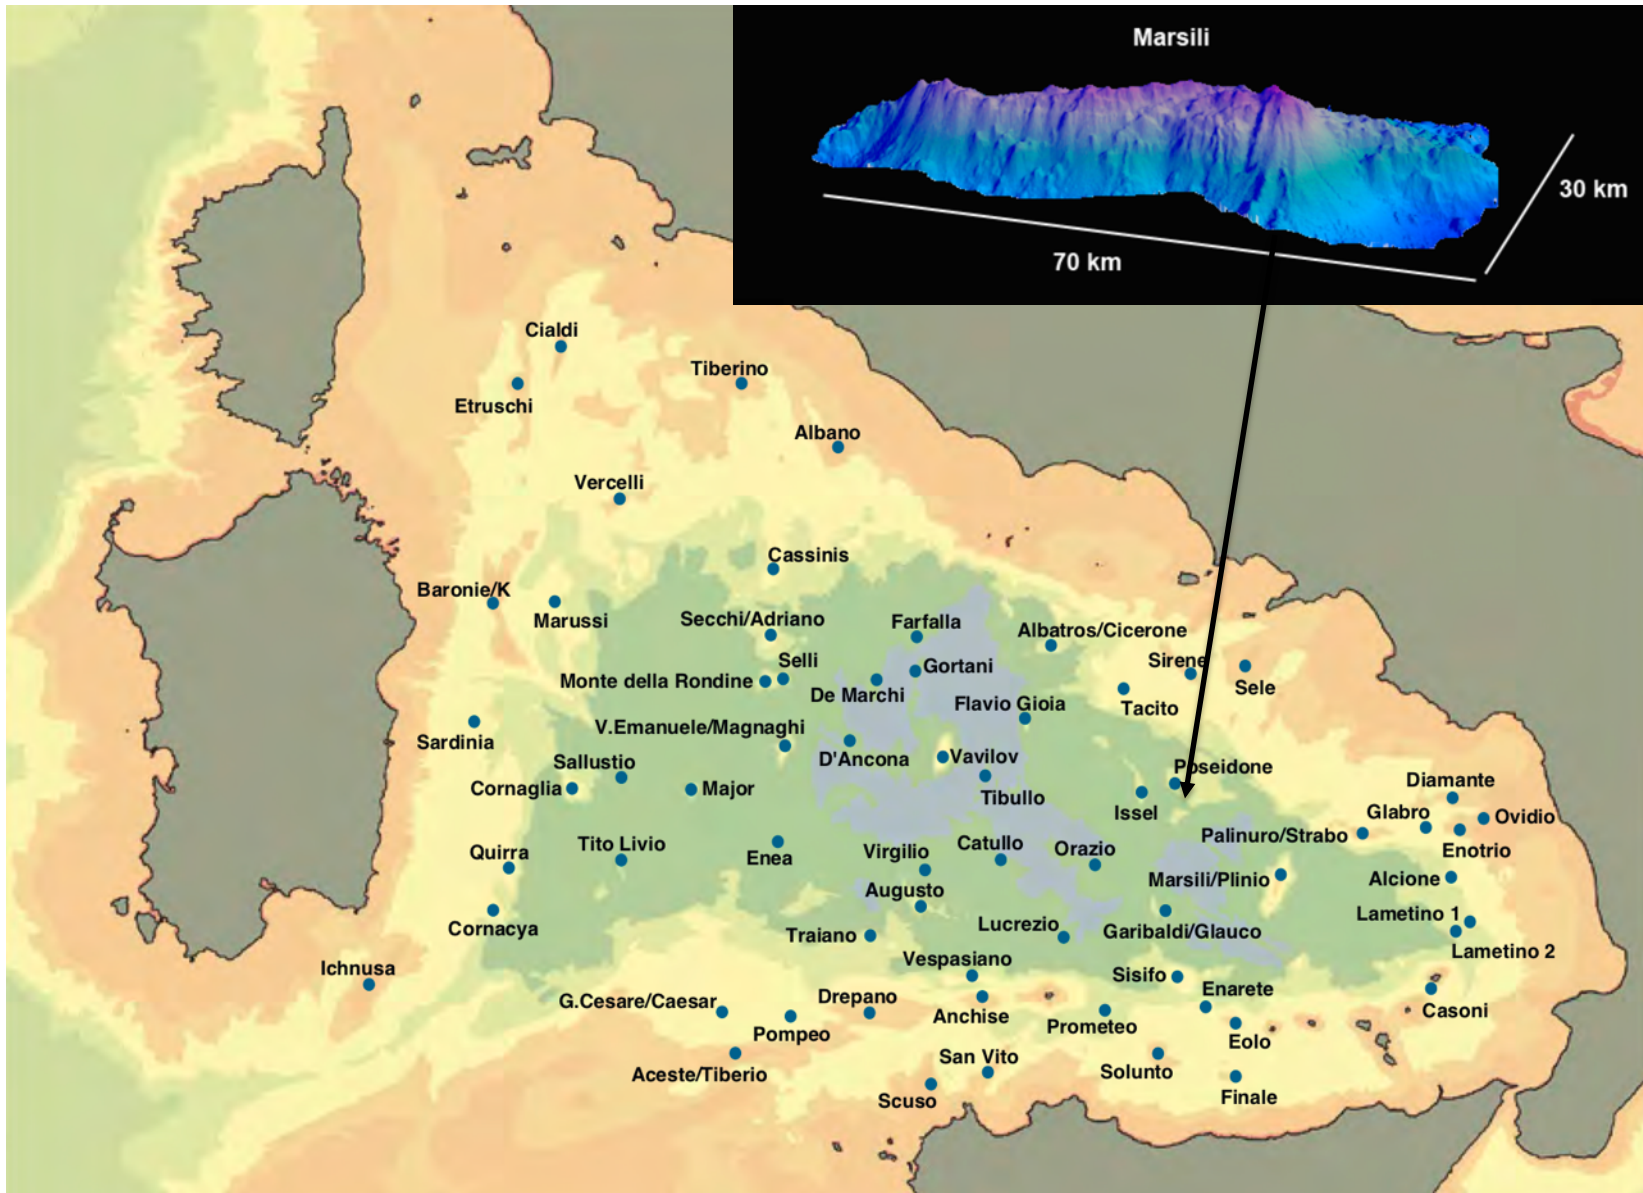 Marsili
30 km
70 km
Cialdi
Tiberino
Etruschi
Albano
Vercelli
Cassinis
Baronie/K
Marussi
Secchi/Adriano
Farfalla
Albatros/Cicerone
Selli
Gortani
Sirene
Monte della Rondine
De Marchi
Sele
Flavio Gioia
Tacito
V.Emanuele/Magnaghi
Sardinia
D'Ancona
Vavilov
Sallustio
Poseidone
Cornaglia
Major
Tibullo
Diamante
Issel
Glabro
Ovidio
Palinuro/Strabo
Tito Livio
Catullo
Orazio
Enotrio
Quirra
Enea
Virgilio
Marsili/Plinio
Alcione
Augusto
Lametino 1
Cornacya
Traiano
Lucrezio
Garibaldi/Glauco
Lametino 2
Vespasiano
Ichnusa
Sisifo
Enarete
G.Cesare/Caesar
Drepano
Casoni
Anchise
Prometeo
Pompeo
Eolo
San Vito
Aceste/Tiberio
Solunto
Scuso
Finale